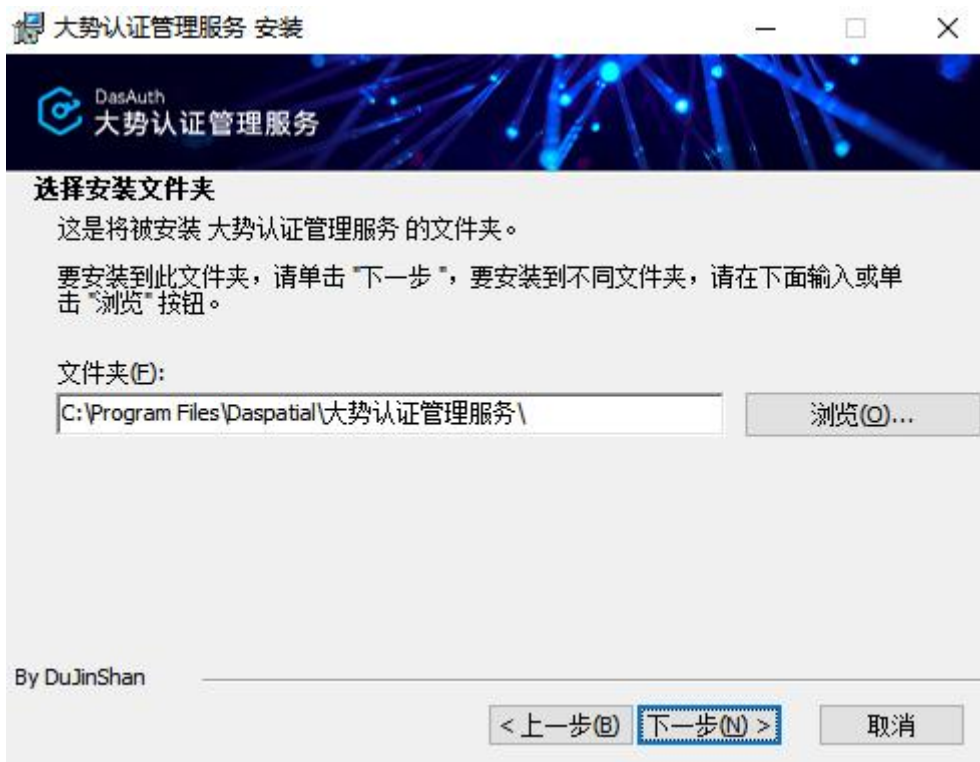 大势认证管理服务 安装
DasAuth
大势认证管理服务
选择安装文件夹
这是将被安装 大势认证管理服务 的文件夹。
要安装到此文件夹，请单击 "下一步 "，要安装到不同文件夹，请在下面输入或单
击 "浏览" 按钮。
文件夹(F):
C:\Program Files\Daspatial\大势认证管理服务\
浏览(O)...
By DuJinShan
< 上一步(B) 下一步(N) > 取消